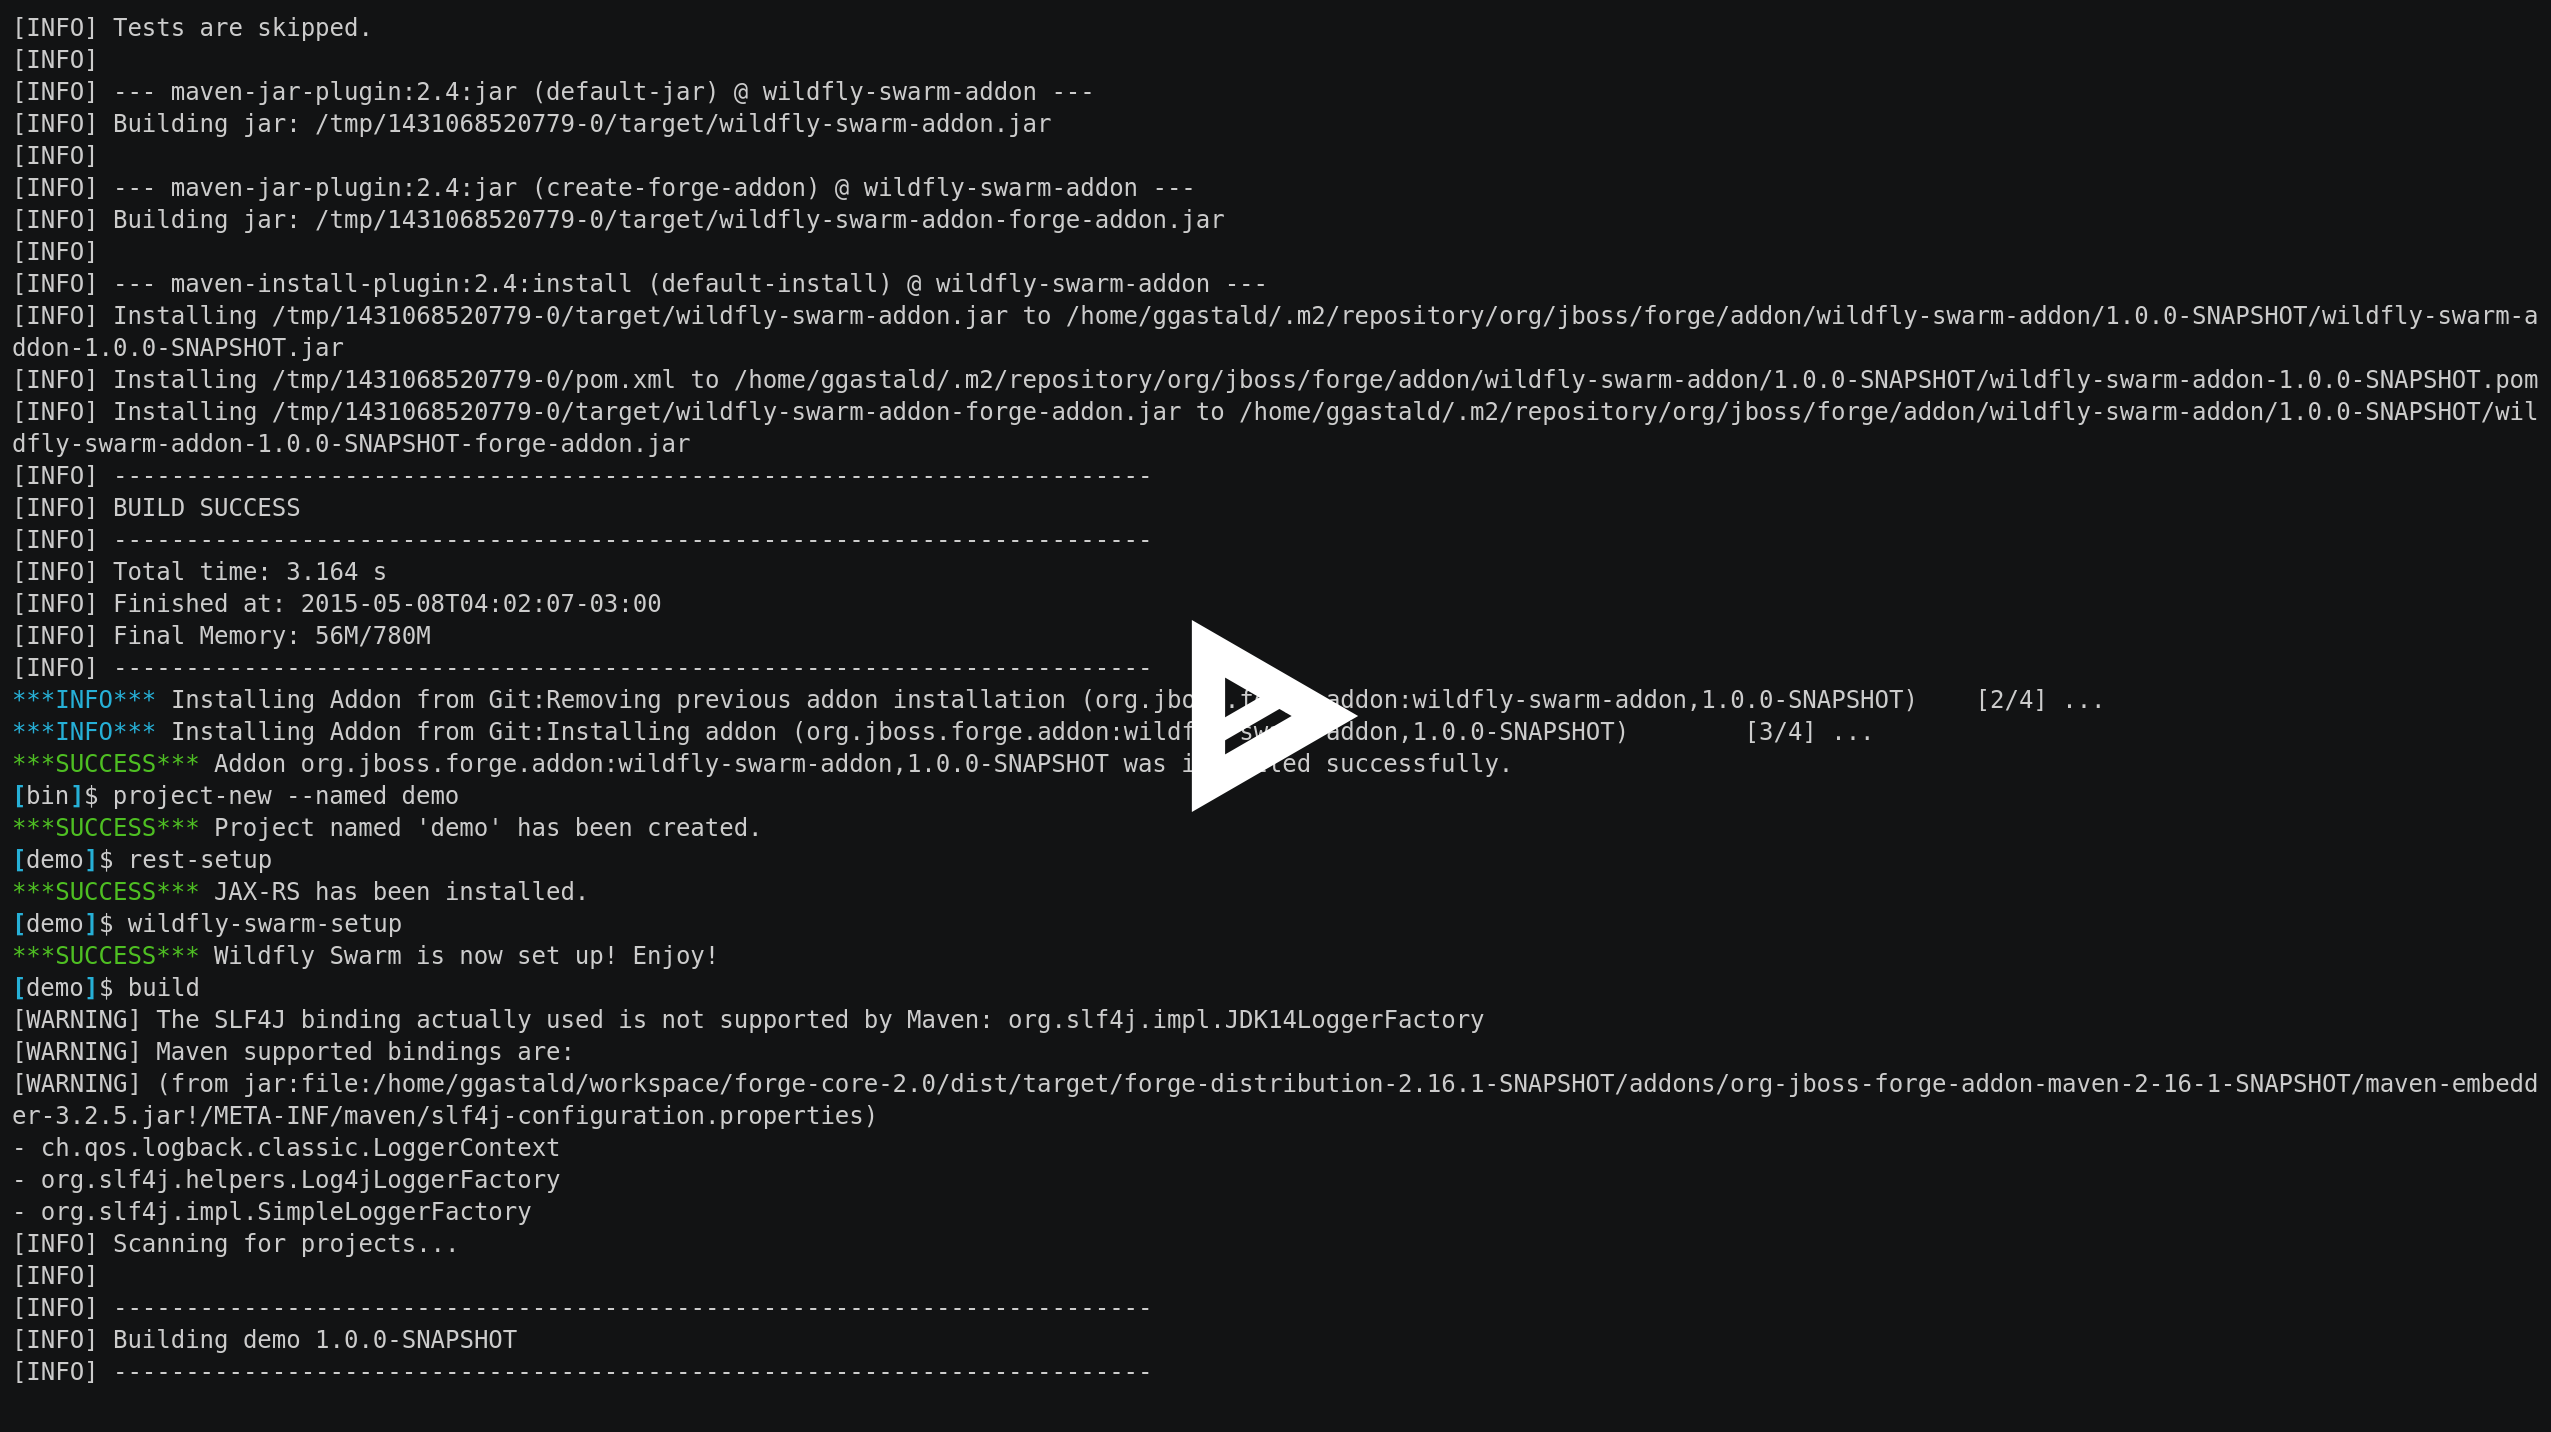 [INFO] Tests are skipped.
[INFO]
[INFO] --- maven-jar-plugin:2.4:jar (default-jar) @ wildfly-swarm-addon ---
[INFO] Building jar: /tmp/1431068520779-0/target/wildfly-swarm-addon.jar
[INFO]
[INFO] --- maven-jar-plugin:2.4:jar (create-forge-addon) @ wildfly-swarm-addon ---
[INFO] Building jar: /tmp/1431068520779-0/target/wildfly-swarm-addon-forge-addon.jar
[INFO]
[INFO] --- maven-install-plugin:2.4:install (default-install) @ wildfly-swarm-addon ---
[INFO] Installing /tmp/1431068520779-0/target/wildfly-swarm-addon.jar to /home/ggastald/.m2/repository/org/jboss/forge/addon/wildfly-swarm-addon/1.0.0-SNAPSHOT/wildfly-swarm-a
ddon-1.0.0-SNAPSHOT.jar
[INFO] Installing /tmp/1431068520779-0/pom.xml to /home/ggastald/.m2/repository/org/jboss/forge/addon/wildfly-swarm-addon/1.0.0-SNAPSHOT/wildfly-swarm-addon-1.0.0-SNAPSHOT.pom
[INFO] Installing /tmp/1431068520779-0/target/wildfly-swarm-addon-forge-addon.jar to /home/ggastald/.m2/repository/org/jboss/forge/addon/wildfly-swarm-addon/1.0.0-SNAPSHOT/wil
dfly-swarm-addon-1.0.0-SNAPSHOT-forge-addon.jar
[INFO] ------------------------------------------------------------------------
[INFO] BUILD SUCCESS
[INFO] ------------------------------------------------------------------------
[INFO] Total time: 3.164 s
[INFO] Finished at: 2015-05-08T04:02:07-03:00
[INFO] Final Memory: 56M/780M
[INFO] ------------------------------------------------------------------------
***INFO*** Installing Addon from Git:Removing previous addon installation addon:wildfly-swarm-addon,1.0.0-SNAPSHOT)    [2/4] ...
***INFO*** Installing Addon from Git:Installing addon (org.jboss.forge.addon:wildf addon,1.0.0-SNAPSHOT)        [3/4] ...
***SUCCESS*** Addon org.jboss.forge.addon:wildfly-swarm-addon,1.0.0-SNAPSHOT was successfully.
[bin]$ project-new --named demo
***SUCCESS*** Project named 'demo' has been created.
[demo]$ rest-setup
***SUCCESS*** JAX-RS has been installed.
[demo]$ wildfly-swarm-setup
***SUCCESS*** Wildfly Swarm is now set up! Enjoy!
[demo]$ build
[WARNING] The SLF4J binding actually used is not supported by Maven: org.slf4j.impl.JDK14LoggerFactory
[WARNING] Maven supported bindings are:
[WARNING] (from jar:file:/home/ggastald/workspace/forge-core-2.0/dist/target/forge-distribution-2.16.1-SNAPSHOT/addons/org-jboss-forge-addon-maven-2-16-1-SNAPSHOT/maven-embedd
er-3.2.5.jar!/META-INF/maven/slf4j-configuration.properties)
- ch.qos.logback.classic.LoggerContext
- org.slf4j.helpers.Log4jLoggerFactory
- org.slf4j.impl.SimpleLoggerFactory
[INFO] Scanning for projects...
[INFO]
[INFO] ------------------------------------------------------------------------
[INFO] Building demo 1.0.0-SNAPSHOT
[INFO] ------------------------------------------------------------------------